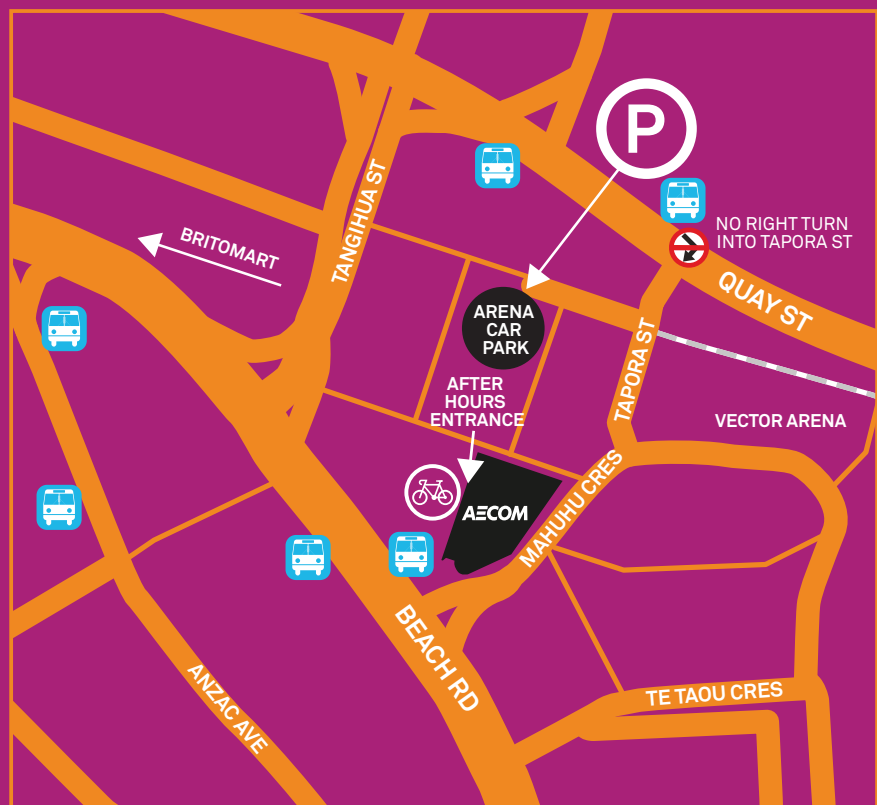 P
NO RIGHT TURN
INTO TAPORA ST
BRITOMART
TANGIHUA ST
QUAY ST
ARENA
CAR
PARK
TAPORA ST
AFTER
HOURS
ENTRANCE
VECTOR ARENA
AECOM
MAHUHU CRES
BEACH RD
ANZAC AVE
TE TAOU CRES